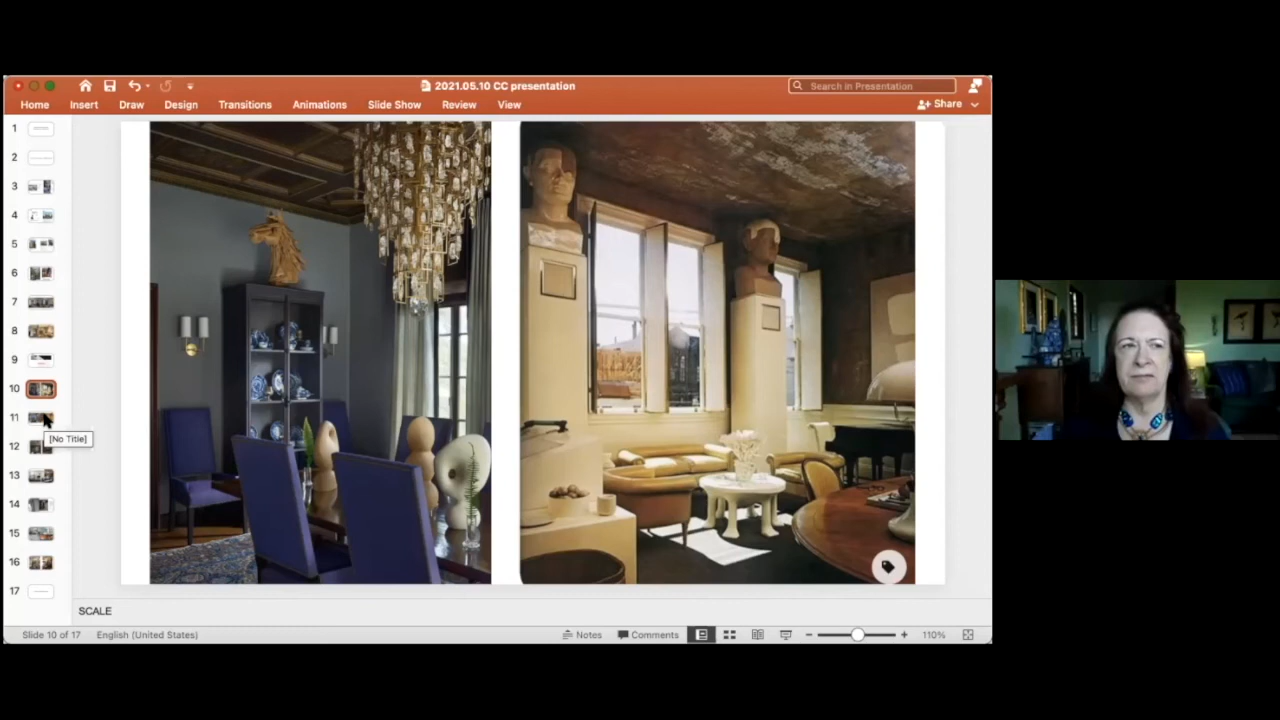 2021.05.10 CC presentation
Search in Presentation
Home Insert Draw Design Transitions Animations Slide Show Review View
Share
1
2
3
4
5
6
7
8
9
10
11
[No Title]
12
13
14
15
16
17
SCALE
Slide 10 of 17 English (United States) Notes Comments 110%